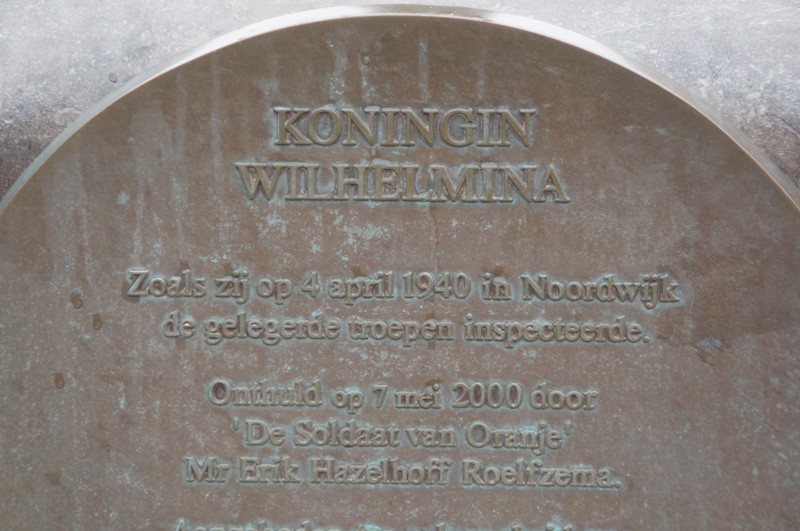 KONINGIN
WILHELMINA
Zoals zij op 4 april 1940 in Noordwijk
de gelegerde troepen inspecteerde.
Onthuld op 7 mei 2000 door
'De Soldaat van Oranje'
Mr Erik Hazelhoff Roelfzema.